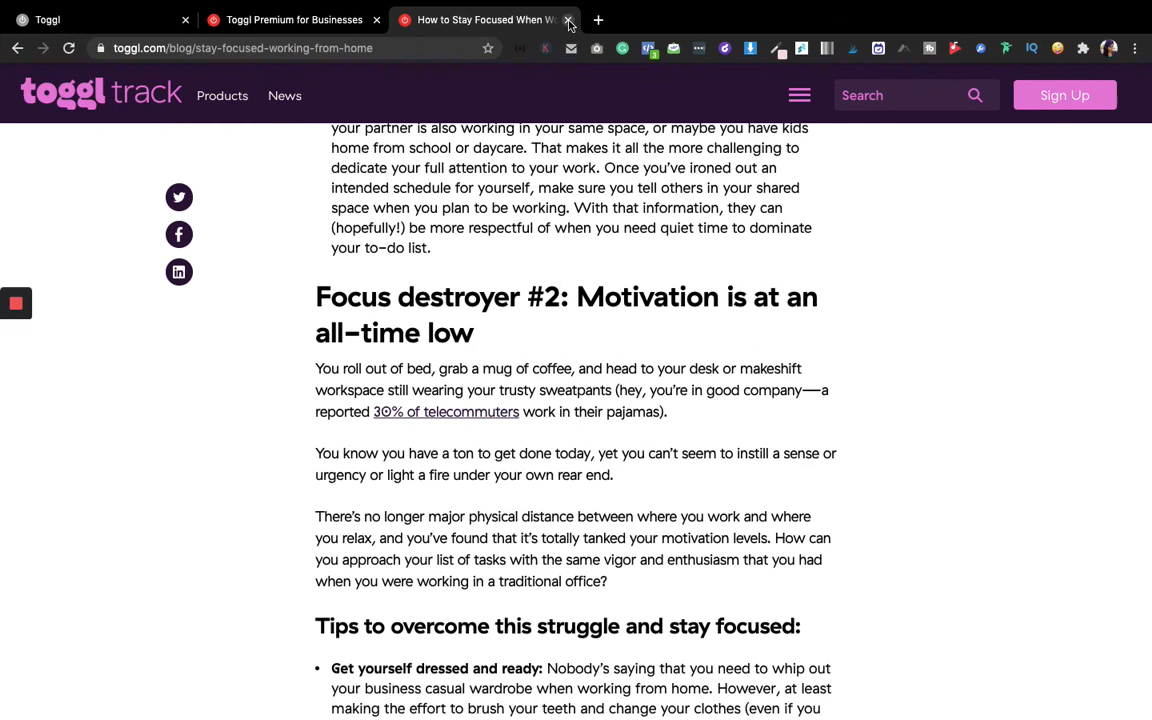 Toggl
Toggl Premium for Businesses
How to Stay Focused When Wo
toggl.com/blog/stay-focused-working-from-home
3
IQ
toggl track
Products
News
Search
Sign Up
your partner is also working in your same space, or maybe you have kids
home from school or daycare. That makes it all the more challenging to
dedicate your full attention to your work. Once you've ironed out an
intended schedule for yourself, make sure you tell others in your shared
space when you plan to be working. With that information, they can
(hopefully!) be more respectful of when you need quiet time to dominate
your to-do list.
Focus destroyer #2: Motivation is at an
all-time low
You roll out of bed, grab a mug of coffee, and head to your desk or makeshift
workspace still wearing your trusty sweatpants (hey, you're in good company—a
reported 30% of telecommuters work in their pajamas).
You know you have a ton to get done today, yet you can't seem to instill a sense or
urgency or light a fire under your own rear end.
There's no longer major physical distance between where you work and where
you relax, and you've found that it's totally tanked your motivation levels. How can
you approach your list of tasks with the same vigor and enthusiasm that you had
when you were working in a traditional office?
Tips to overcome this struggle and stay focused:
• Get yourself dressed and ready: Nobody's saying that you need to whip out
your business casual wardrobe when working from home. However, at least
making the effort to brush your teeth and change your clothes (even if you